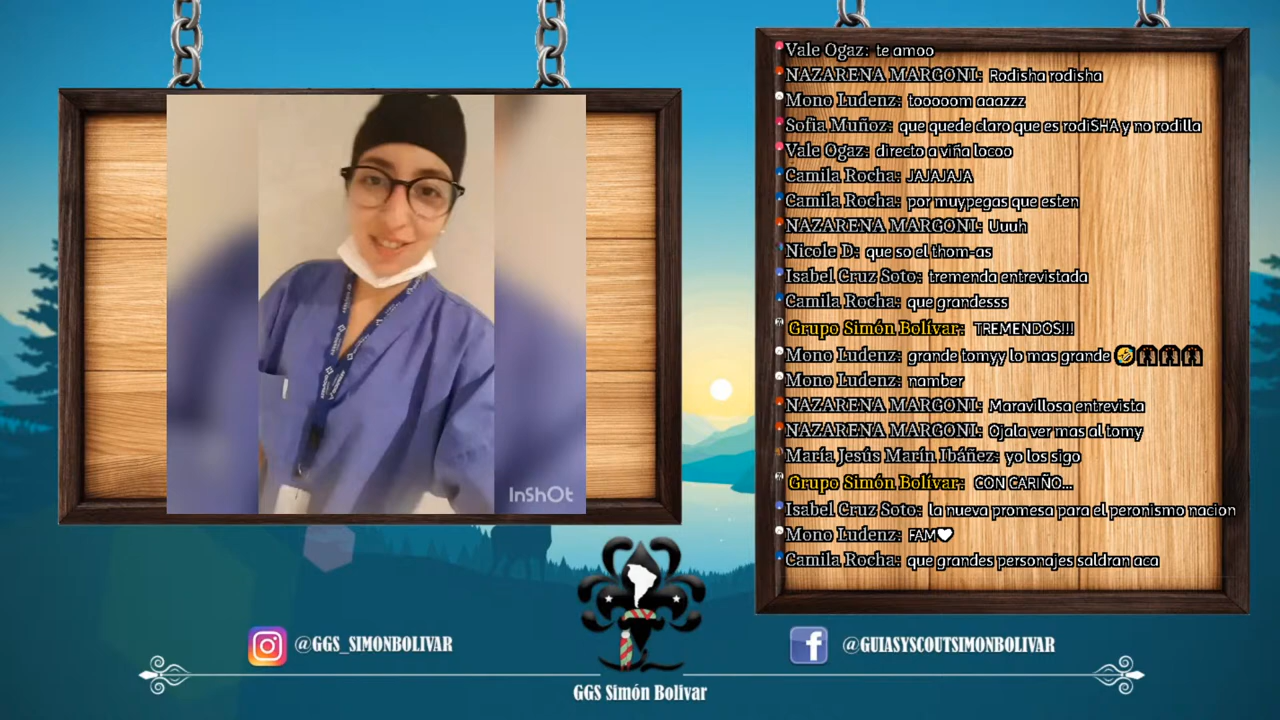 Vale Ogaz: te amoo
NAZARENA MARGONI: Rodisha rodisha
Mono Ludenz: tooooom aaazzz
Sofia Muñoz: que quede claro que es rodiSHA y no rodilla
Vale Ogaz: directo a viña locoo
Camila Rocha: JAJAJAJA
Camila Rocha: por muypegas que esten
NAZARENA MARGONI: Uuuh
Nicole D: que so el thom-as
Isabel Cruz Soto: tremenda entrevistada
Camila Rocha: que grandesss
Grupo Simón Bolívar: TREMENDOS!!!
Mono Ludenz: grande tomyy lo mas grande 🤣
Mono Ludenz: namber
NAZARENA MARGONI: Maravillosa entrevista
NAZARENA MARGONI: Ojala ver mas al tomy
María Jesús Marín Ibáñez: yo los sigo
Grupo Simón Bolívar: CON CARIÑO...
Isabel Cruz Soto: la nueva promesa para el peronismo nacion
Mono Ludenz: FAM🤍
Camila Rocha: que grandes personajes saldran aca
InShOt
@GGS_SIMONBOLIVAR
@GUIASYSCOUTSIMONBOLIVAR
GGS Simón Bolivar